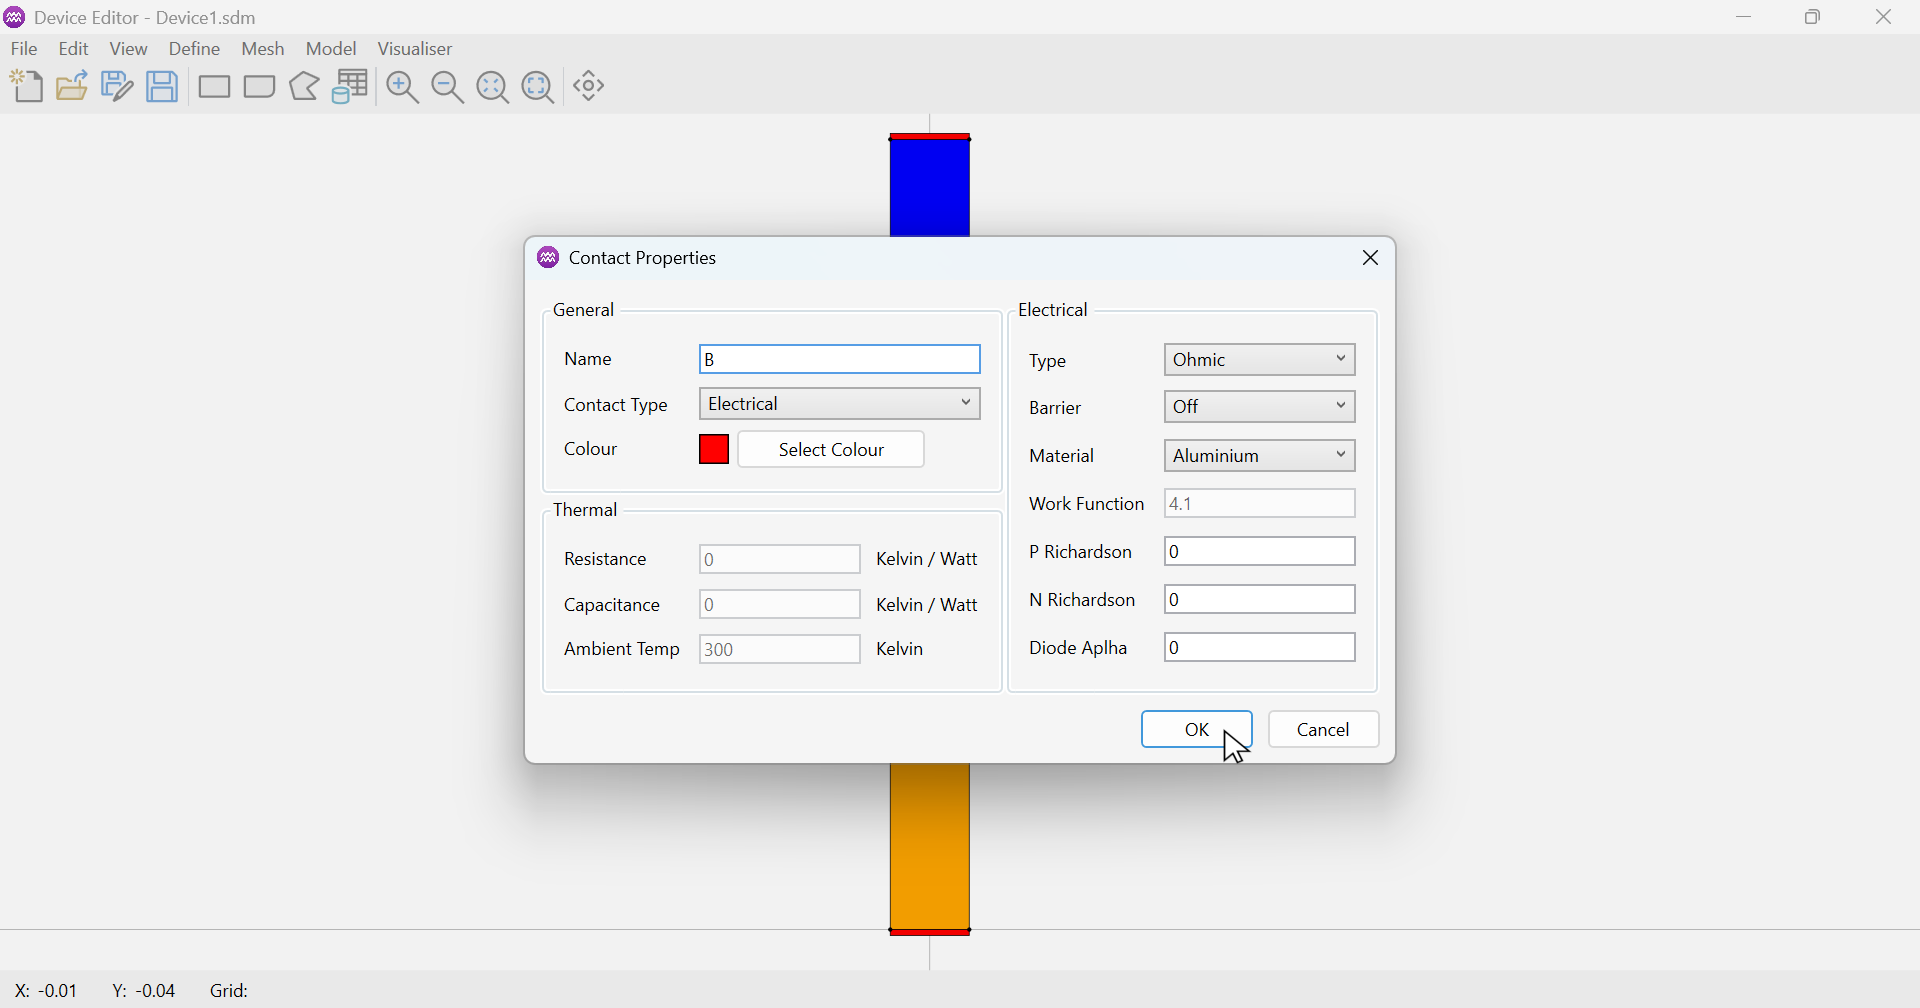 Device Editor - Device1.sdm
File Edit View Define Mesh Model Visualiser
Contact Properties
General
Name B
Contact Type Electrical
Colour Select Colour
Thermal
Resistance 0 Kelvin / Watt
Capacitance 0 Kelvin / Watt
Ambient Temp 300 Kelvin
Electrical
Type Ohmic
Barrier Off
Material Aluminium
Work Function 4.1
P Richardson 0
N Richardson 0
Diode Aplha 0
OK Cancel
X: -0.01 Y: -0.04 Grid: